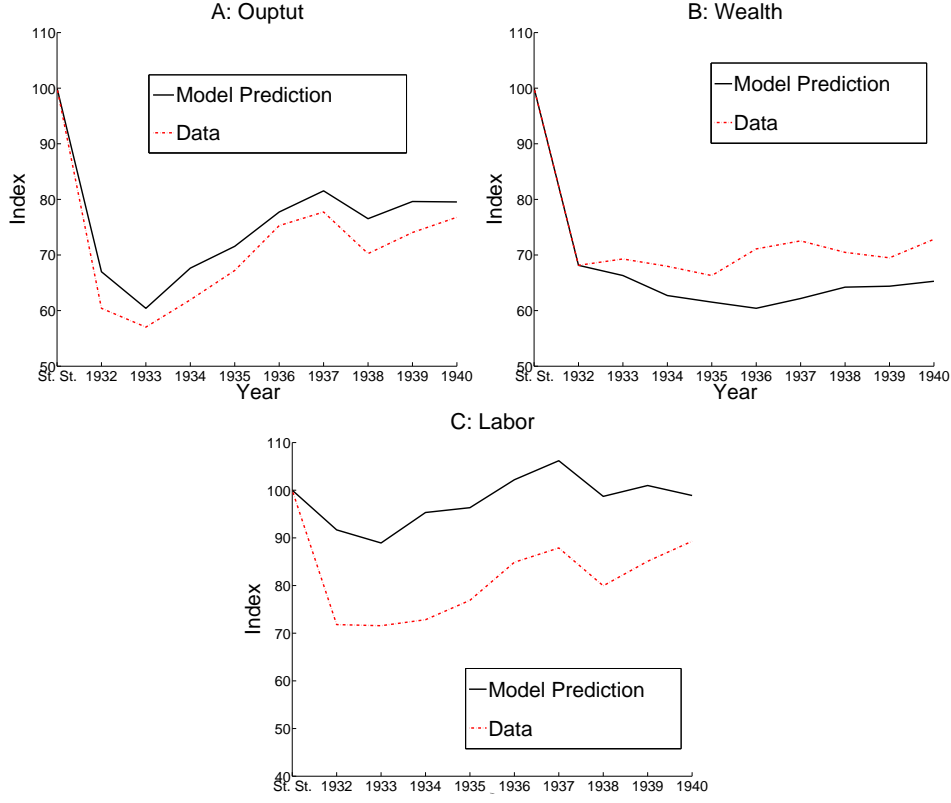 A: Ouptut
110
100
90
80
70
60
50
Index
Model Prediction
Data
St. St. 1932 1933 1934 1935 1936 1937 1938 1939 1940
Year
B: Wealth
110
100
90
80
70
60
50
Index
Model Prediction
Data
St. St. 1932 1933 1934 1935 1936 1937 1938 1939 1940
Year
C: Labor
110
100
90
80
70
60
50
40
Index
Model Prediction
Data
St. St. 1932 1933 1934 1935 1936 1937 1938 1939 1940